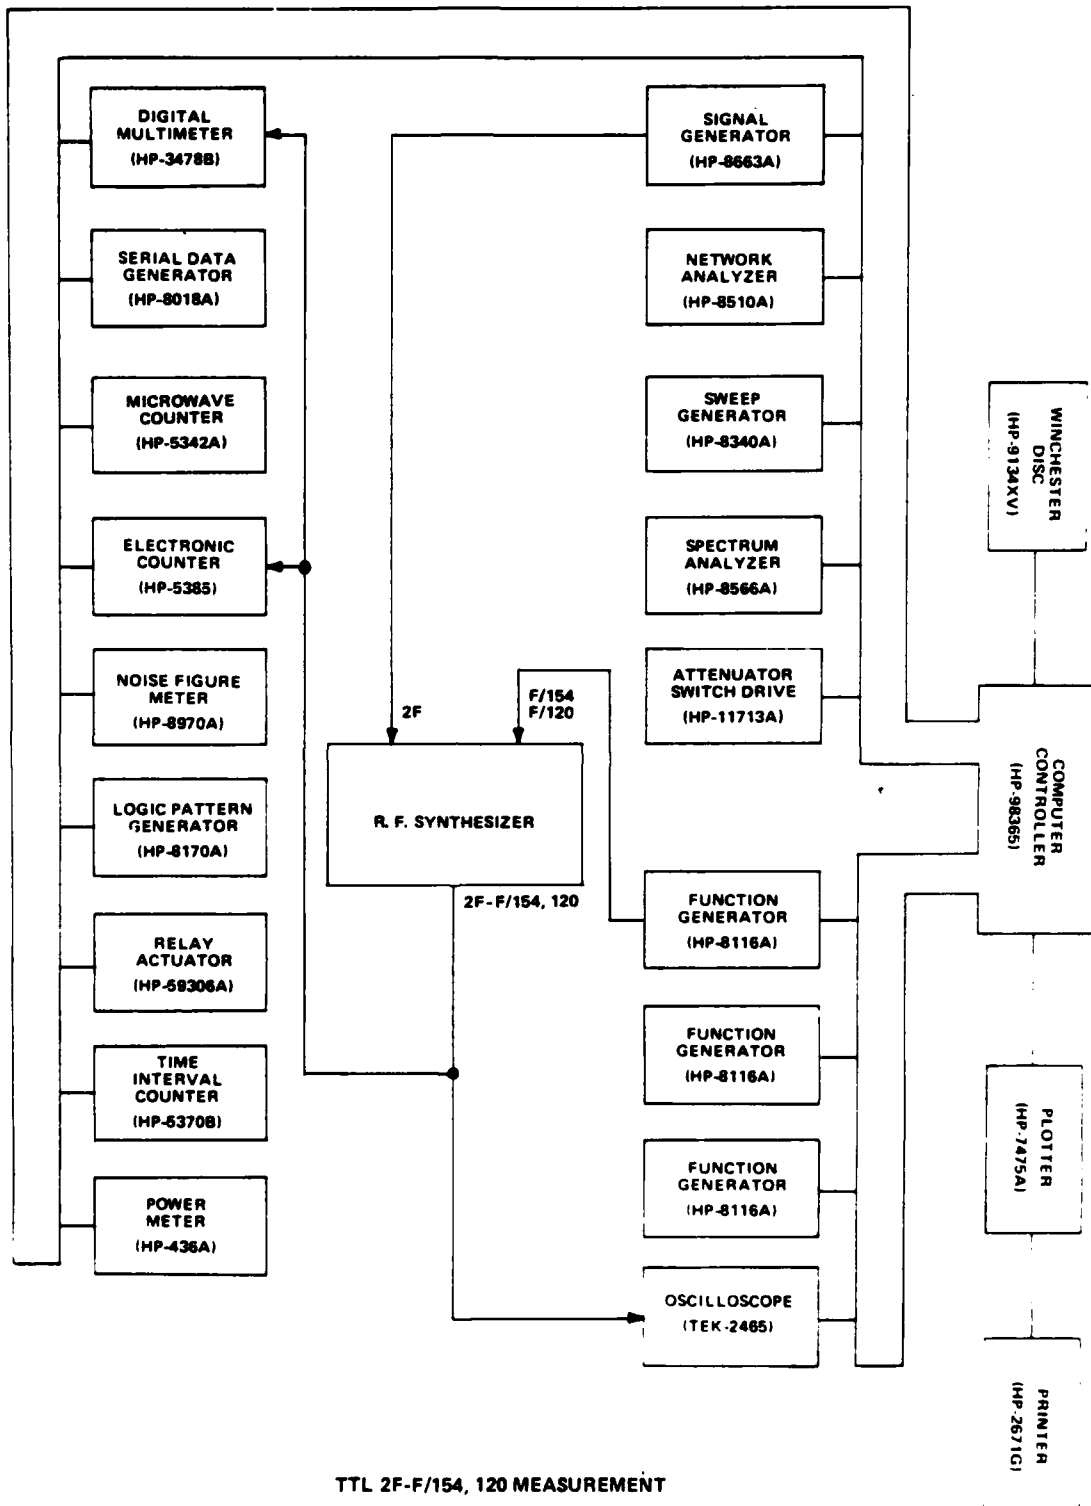 DIGITAL
MULTIMETER
(HP-3478B)
SERIAL DATA
GENERATOR
(HP-8018A)
MICROWAVE
COUNTER
(HP-5342A)
ELECTRONIC
COUNTER
(HP-5385)
NOISE FIGURE
METER
(HP-8970A)
LOGIC PATTERN
GENERATOR
(HP-8170A)
RELAY
ACTUATOR
(HP-59306A)
TIME
INTERVAL
COUNTER
(HP-5370B)
POWER
METER
(HP-436A)
2F
F/154
F/120
R. F. SYNTHESIZER
2F-F/154, 120
SIGNAL
GENERATOR
(HP-8663A)
NETWORK
ANALYZER
(HP-8510A)
SWEEP
GENERATOR
(HP-8340A)
SPECTRUM
ANALYZER
(HP-8566A)
ATTENUATOR
SWITCH DRIVE
(HP-11713A)
FUNCTION
GENERATOR
(HP-8116A)
FUNCTION
GENERATOR
(HP-8116A)
FUNCTION
GENERATOR
(HP-8116A)
OSCILLOSCOPE
(TEK-2465)
WINCHESTER
DISC
(HP-9134XV)
COMPUTER
CONTROLLER
(HP-98365)
PLOTTER
(HP-7475A)
PRINTER
(HP-2671G)
TTL 2F-F/154, 120 MEASUREMENT